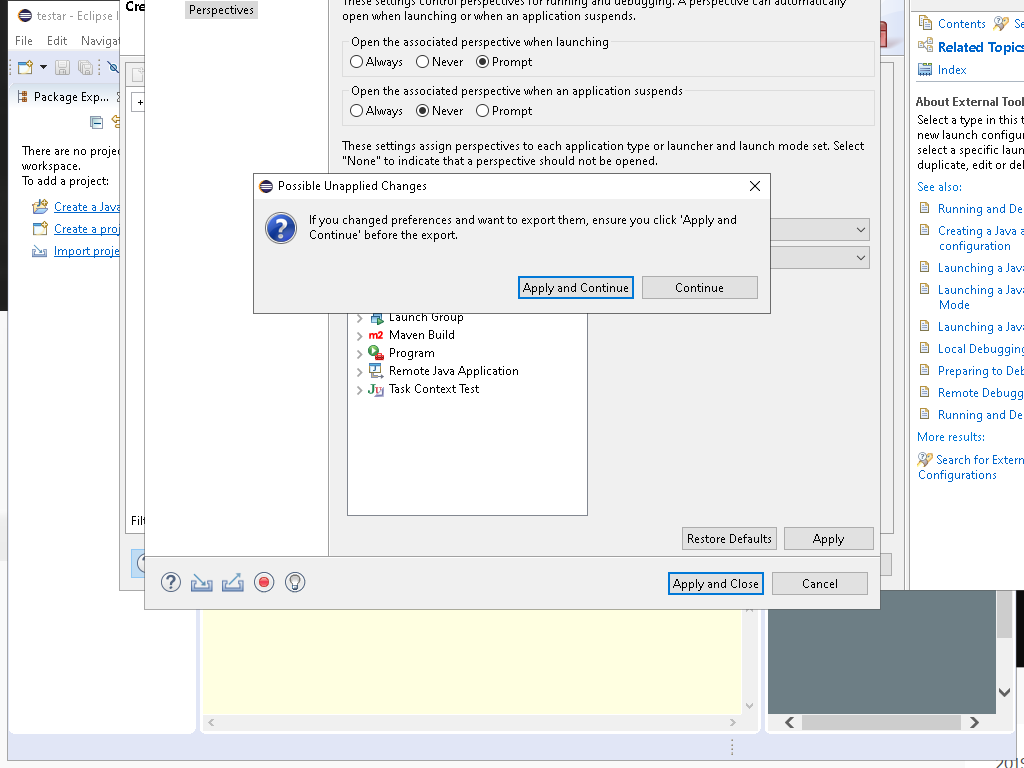 testar - Eclipse I
File Edit Navigat
Package Exp...
There are no proje
workspace.
To add a project:
Create a Java
Create a proj
Import proje
Cre
Filt
Perspectives
These settings control perspectives for running and debugging. A perspective can automatically
open when launching or when an application suspends.
Open the associated perspective when launching
Always Never Prompt
Open the associated perspective when an application suspends
Always Never Prompt
These settings assign perspectives to each application type or launcher and launch mode set. Select
"None" to indicate that a perspective should not be opened.
Possible Unapplied Changes
If you changed preferences and want to export them, ensure you click 'Apply and
Continue' before the export.
Apply and Continue Continue
Launch Group
m2 Maven Build
Program
Remote Java Application
Task Context Test
Restore Defaults Apply
Apply and Close Cancel
Contents Se
Related Topics
Index
About External Tool
Select a type in this t
new launch configur
select a specific laun
duplicate, edit or del
See also:
Running and De
Creating a Java a
configuration
Launching a Java
Launching a Java
Mode
Launching a Java
Local Debugging
Preparing to Deb
Remote Debugg
Running and De
More results:
Search for Extern
Configurations
2019